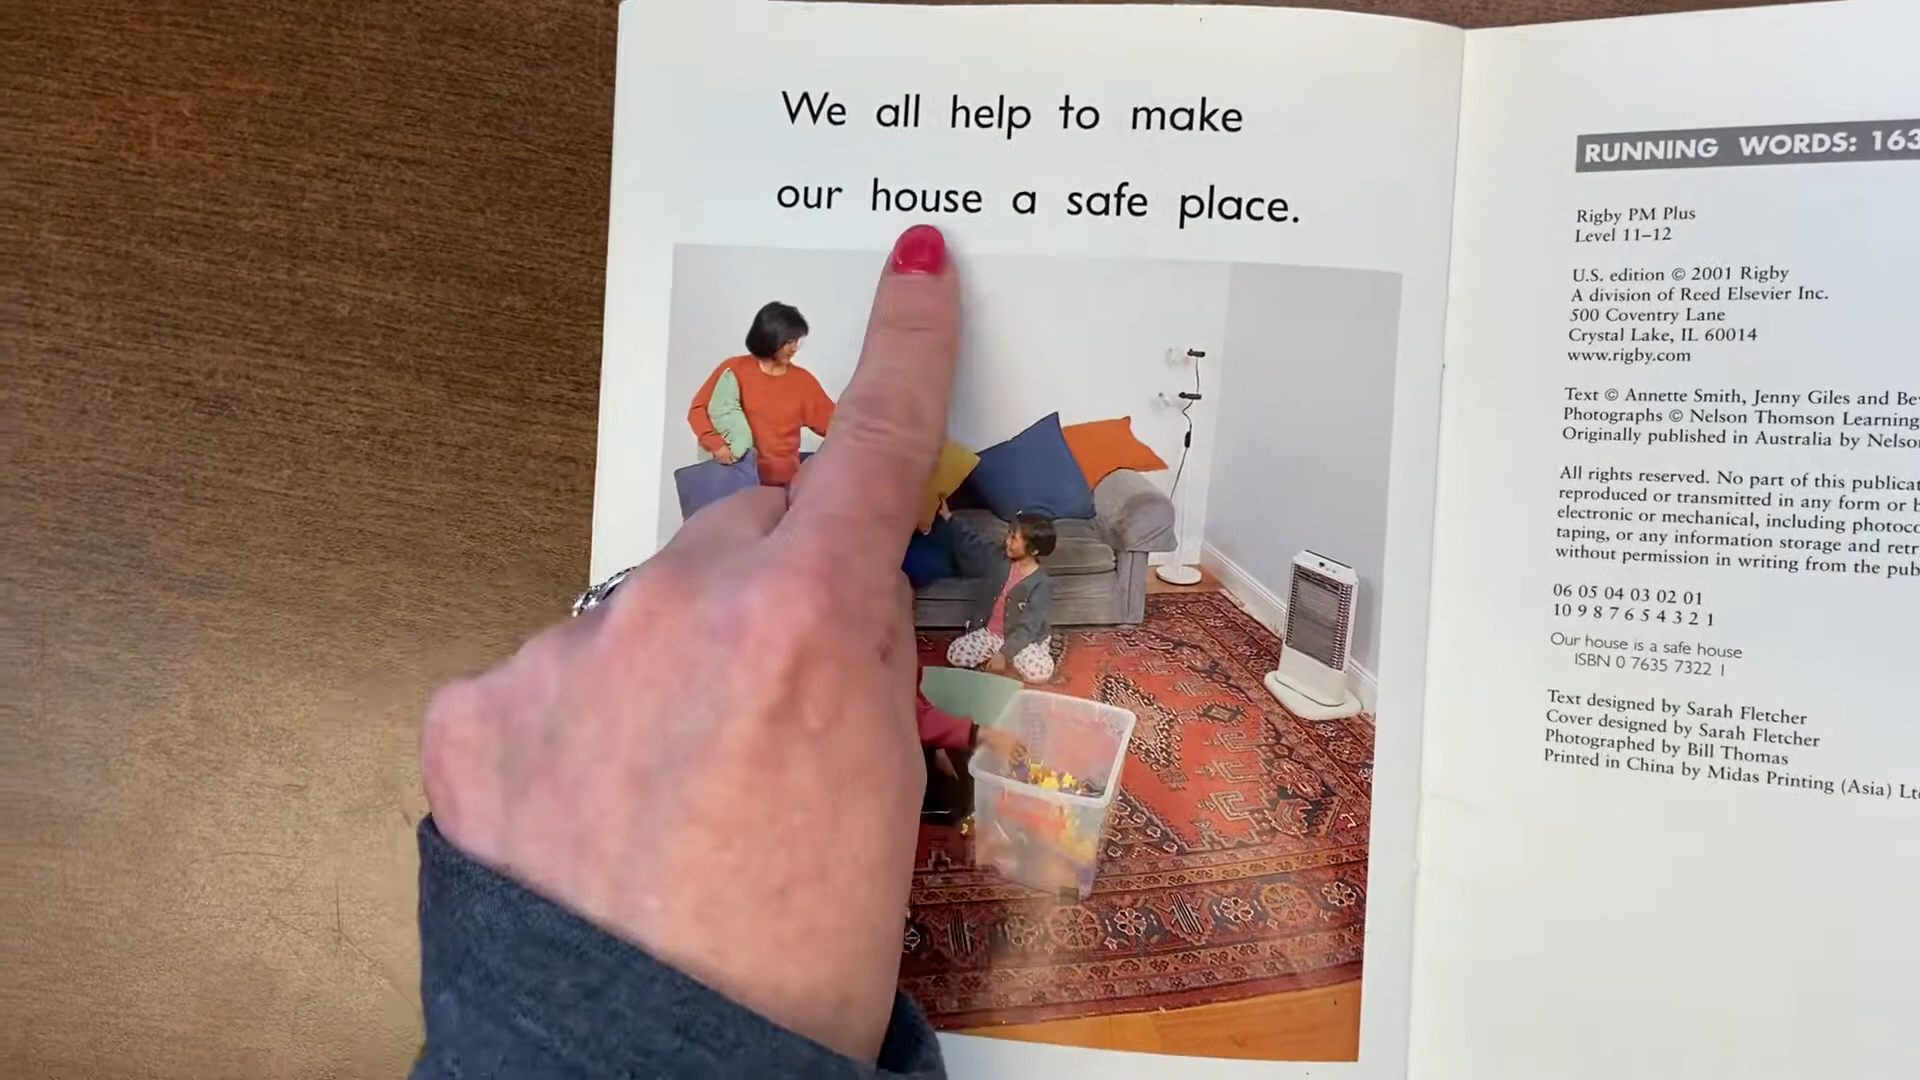 We all help to make
our house a safe place.
RUNNING WORDS: 163
Rigby PM Plus
Level 11–12
U.S. edition © 2001 Rigby
A division of Reed Elsevier Inc.
500 Coventry Lane
Crystal Lake, IL 60014
www.rigby.com
Text © Annette Smith, Jenny Giles and
Photographs © Nelson Thomson Learning
Originally published in Australia by
All rights reserved. No part of this
reproduced or transmitted in any form or
electronic or mechanical, including
taping, or any information storage and
without permission in writing from the
06 05 04 03 02 01
10 9 8 7 6 5 4 3 2 1
Our house is a safe house
ISBN 0 7635 7322 1
Text designed by Sarah Fletcher
Cover designed by Sarah Fletcher
Photographed by Bill Thomas
Printed in China by Midas Printing (Asia)